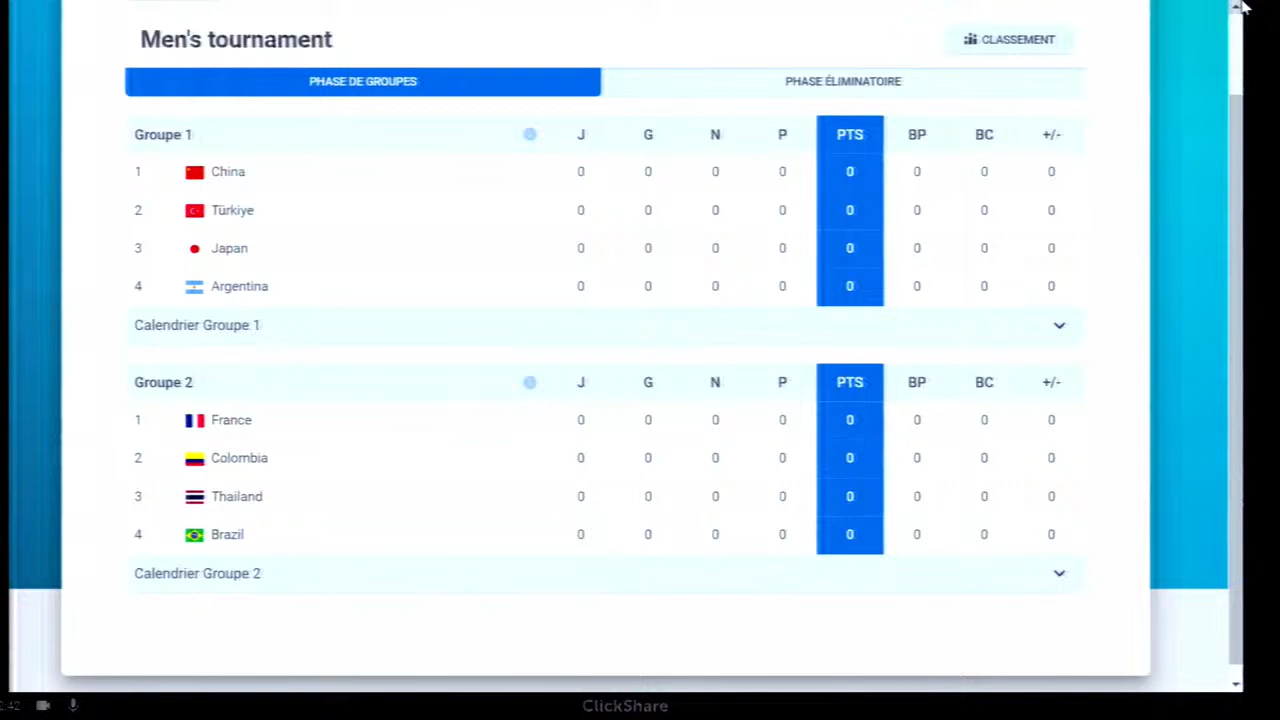 Men's tournament
CLASSEMENT
PHASE DE GROUPES PHASE ÉLIMINATOIRE
Groupe 1 J G N P PTS BP BC +/-
1 China 0 0 0 0 0 0 0 0
2 Türkiye 0 0 0 0 0 0 0 0
3 Japan 0 0 0 0 0 0 0 0
4 Argentina 0 0 0 0 0 0 0 0
Calendrier Groupe 1
Groupe 2 J G N P PTS BP BC +/-
1 France 0 0 0 0 0 0 0 0
2 Colombia 0 0 0 0 0 0 0 0
3 Thailand 0 0 0 0 0 0 0 0
4 Brazil 0 0 0 0 0 0 0 0
Calendrier Groupe 2
ClickShare